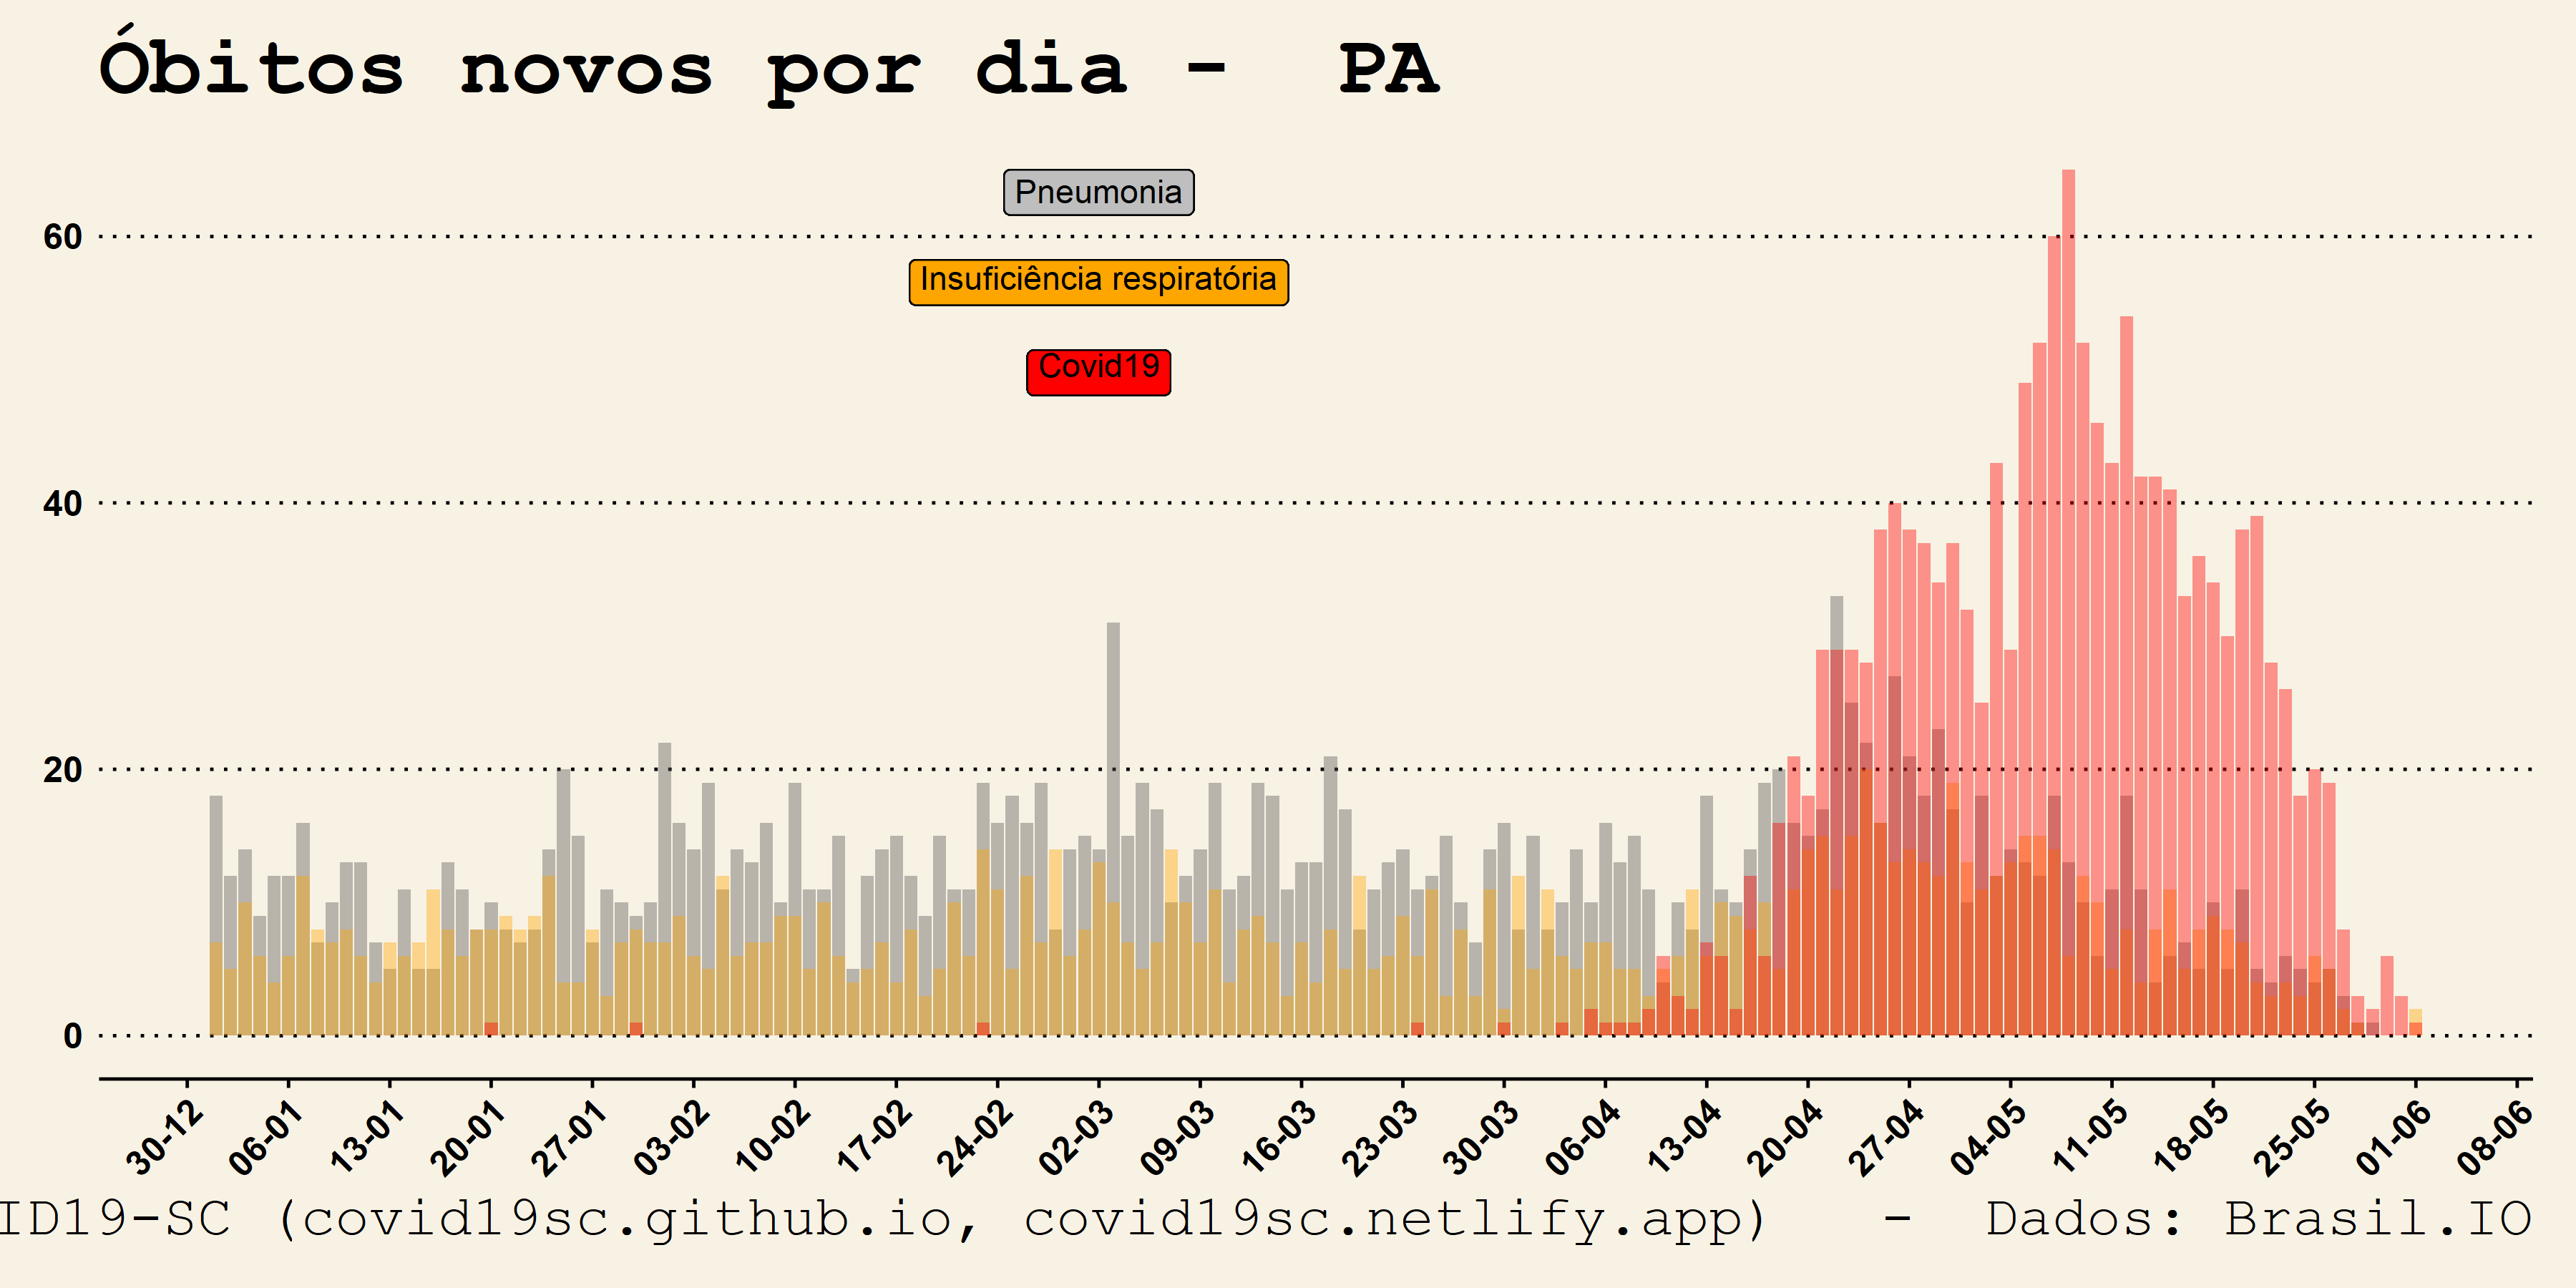 Óbitos novos por dia - PA
Pneumonia
60
Insuficiência respiratória
Covid19
40
20
0
30-12 06-01 13-01 20-01 27-01 03-02 10-02 17-02 24-02 02-03 09-03 16-03 23-03 30-03 06-04 13-04 20-04 27-04 04-05 11-05 18-05 25-05 01-06 08-06
ID19-SC (covid19sc.github.io, covid19sc.netlify.app) - Dados: Brasil.IO